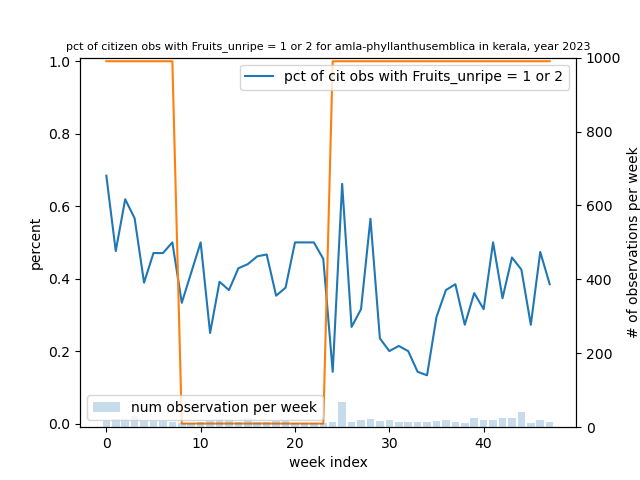 pct of citizen obs with Fruits_unripe = 1 or 2 for amla-phyllanthusemblica in kerala, year 2023
pct of cit obs with Fruits_unripe = 1 or 2
1.0
0.8
0.6
0.4
0.2
0.0
percent
1000
800
600
400
200
0
# of observations per week
num observation per week
0 10 20 30 40
week index